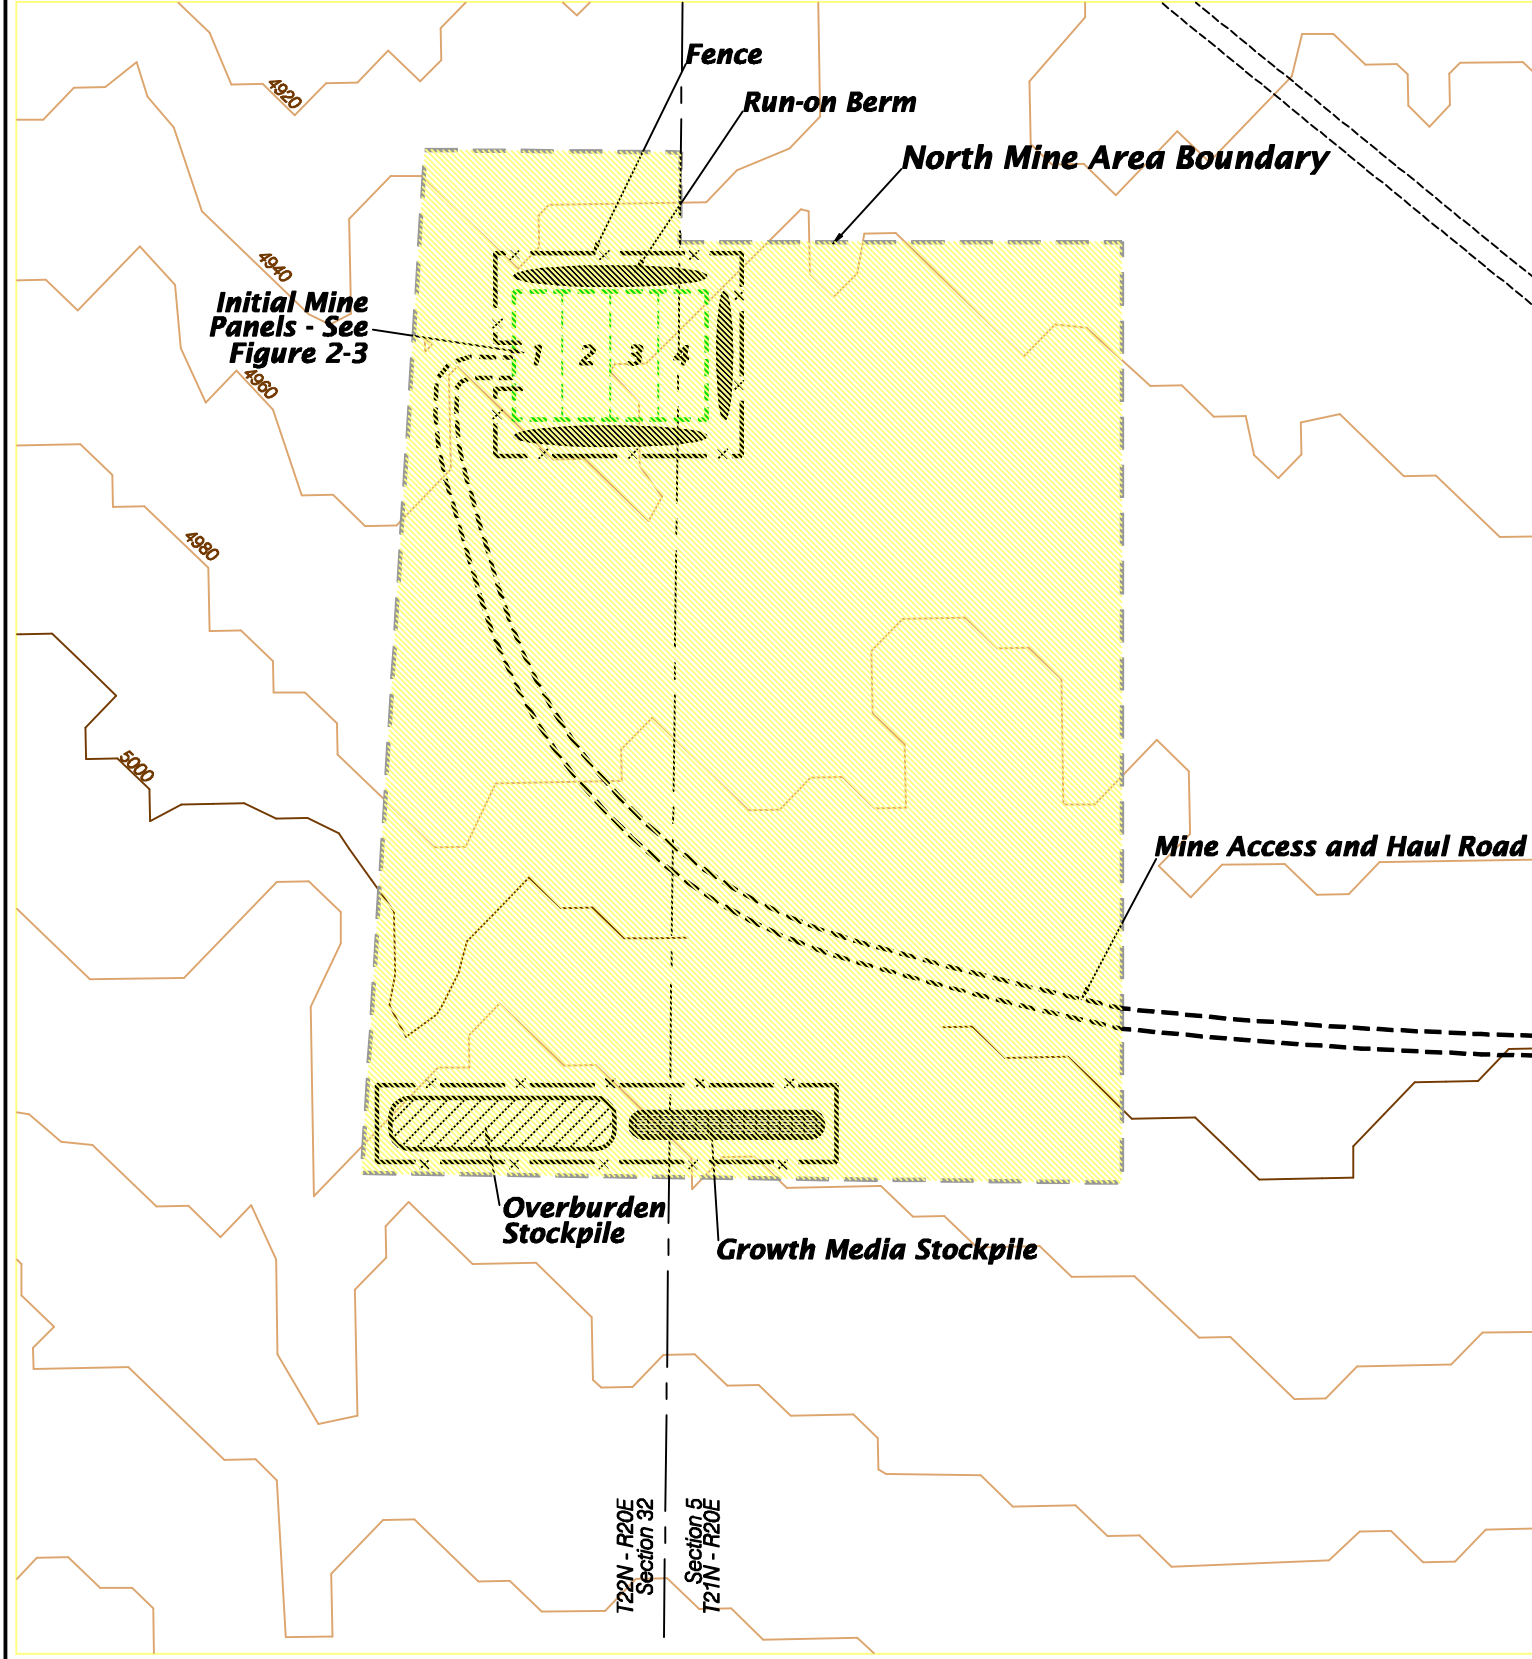 Fence
4920
Run-on Berm
North Mine Area Boundary
4940
Initial Mine
Panels - See
Figure 2-3
1 2 3 4
4960
4980
5000
Mine Access and Haul Road
Overburden
Stockpile
Growth Media Stockpile
T22N - R20E
Section 32
Section 5
T21N - R20E